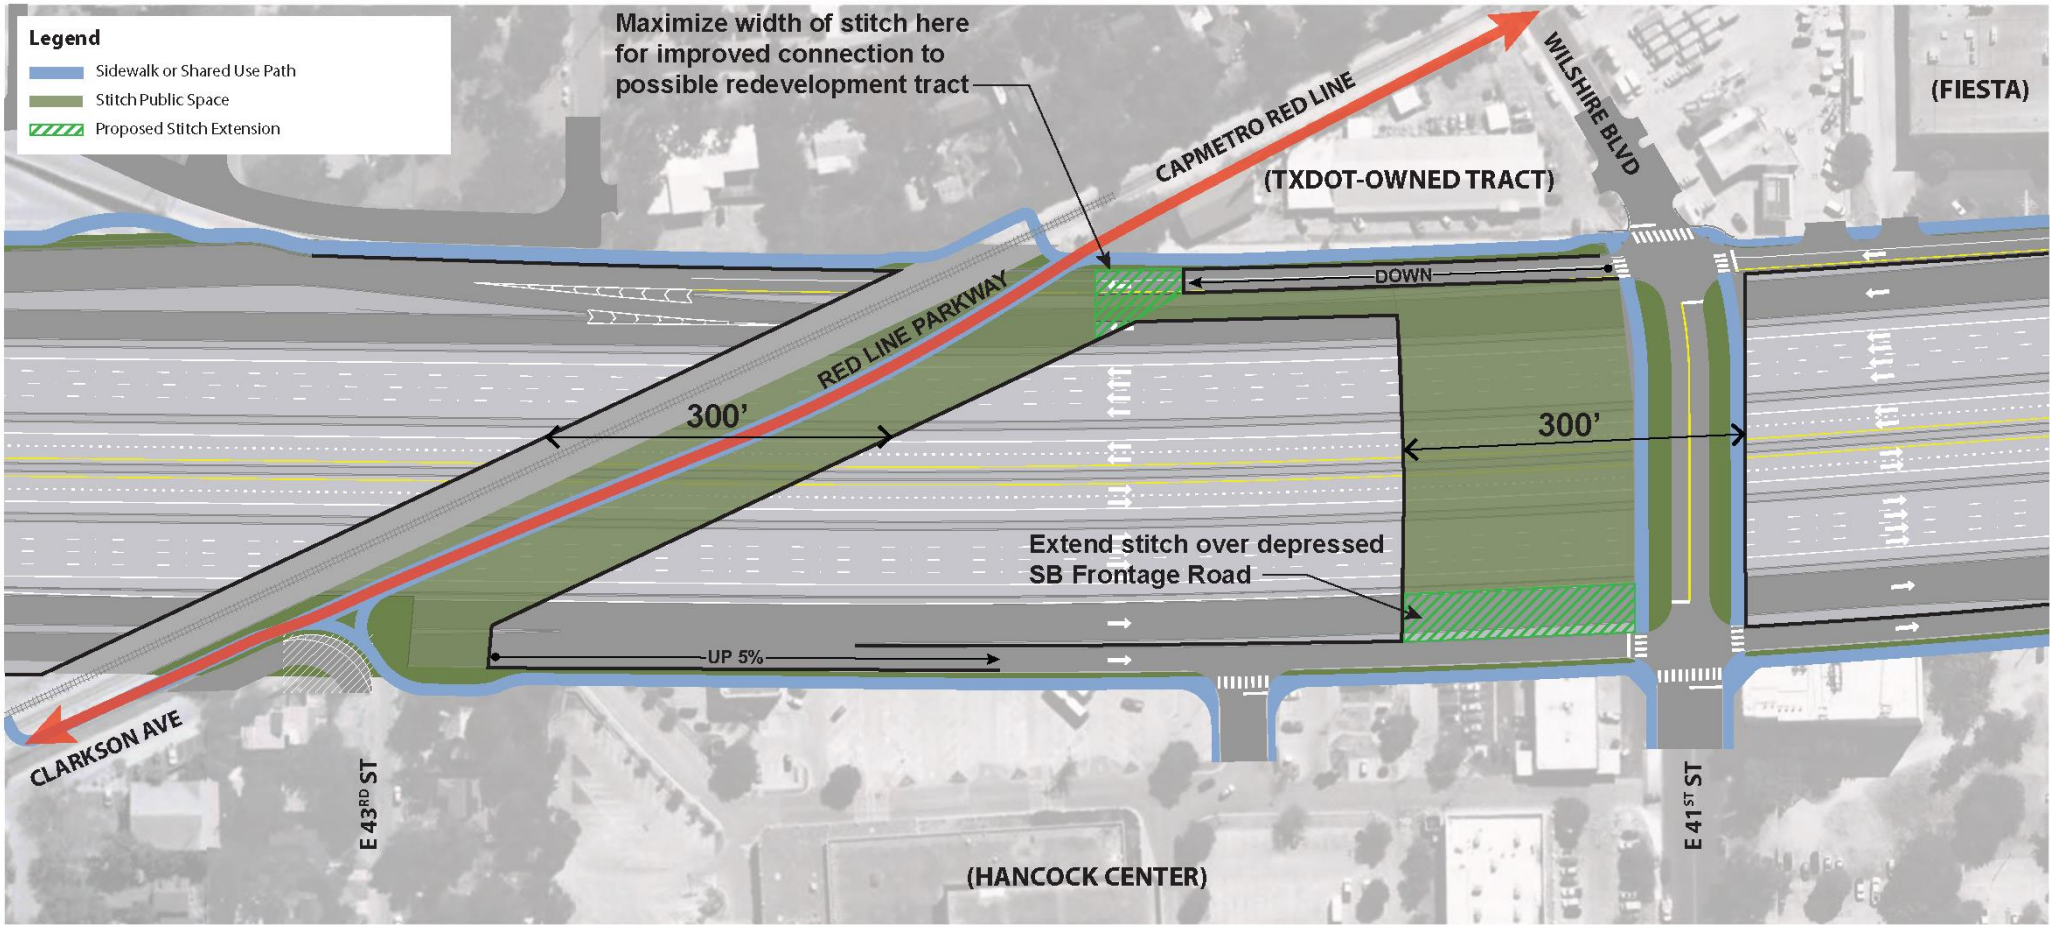 Legend
Sidewalk or Shared Use Path
Stitch Public Space
Proposed Stitch Extension
Maximize width of stitch here
for improved connection to
possible redevelopment tract
CAPMETRO RED LINE
WILSHIRE BLVD
(FIESTA)
(TXDOT-OWNED TRACT)
DOWN
RED LINE PARKWAY
300’
300’
Extend stitch over depressed
SB Frontage Road
UP 5%
CLARKSON AVE
E 43RD ST
E 41ST ST
(HANCOCK CENTER)